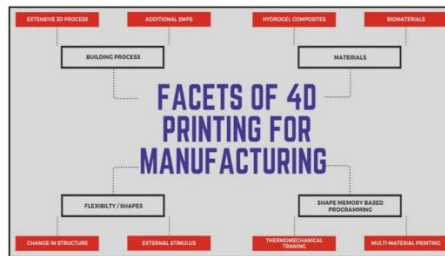 EXTENSIVE 3D PROCESS
ADDITIONAL SMPS
HYDROGEL COMPOSITES
BIOMATERIALS
BUILDING PROCESS
MATERIALS
FACETS OF 4D
PRINTING FOR
MANUFACTURING
FLEXIBILTY / SHAPES
SHAPE MEMORY BASED
PROGRAMMING
CHANGE IN STRUCTURE
EXTERNAL STIMULUS
THERMOMECHANICAL
TRANING
MULTI-MATERIAL PRINTING